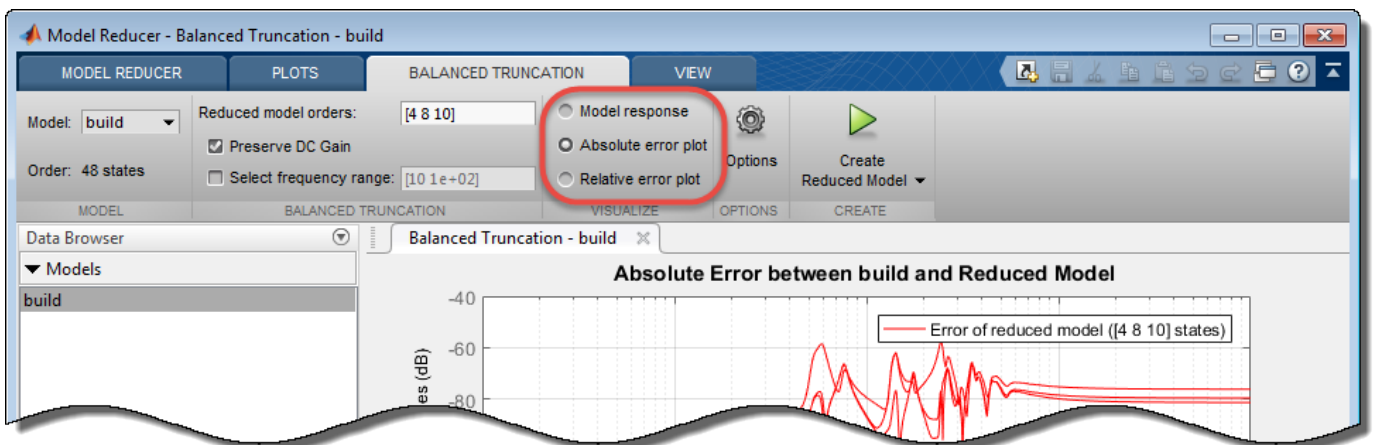 Model Reducer - Balanced Truncation - build
MODEL REDUCER PLOTS BALANCED TRUNCATION VIEW
Model: build
Order: 48 states
MODEL
Reduced model orders: [4 8 10]
Preserve DC Gain
Select frequency range: [10 1e+02]
BALANCED TRUNCATION
Model response
Absolute error plot
Relative error plot
VISUALIZE
Options
OPTIONS
Create
Reduced Model
CREATE
Data Browser
Models
build
Balanced Truncation - build
Absolute Error between build and Reduced Model
-40
-60
-80
es (dB)
Error of reduced model ([4 8 10] states)